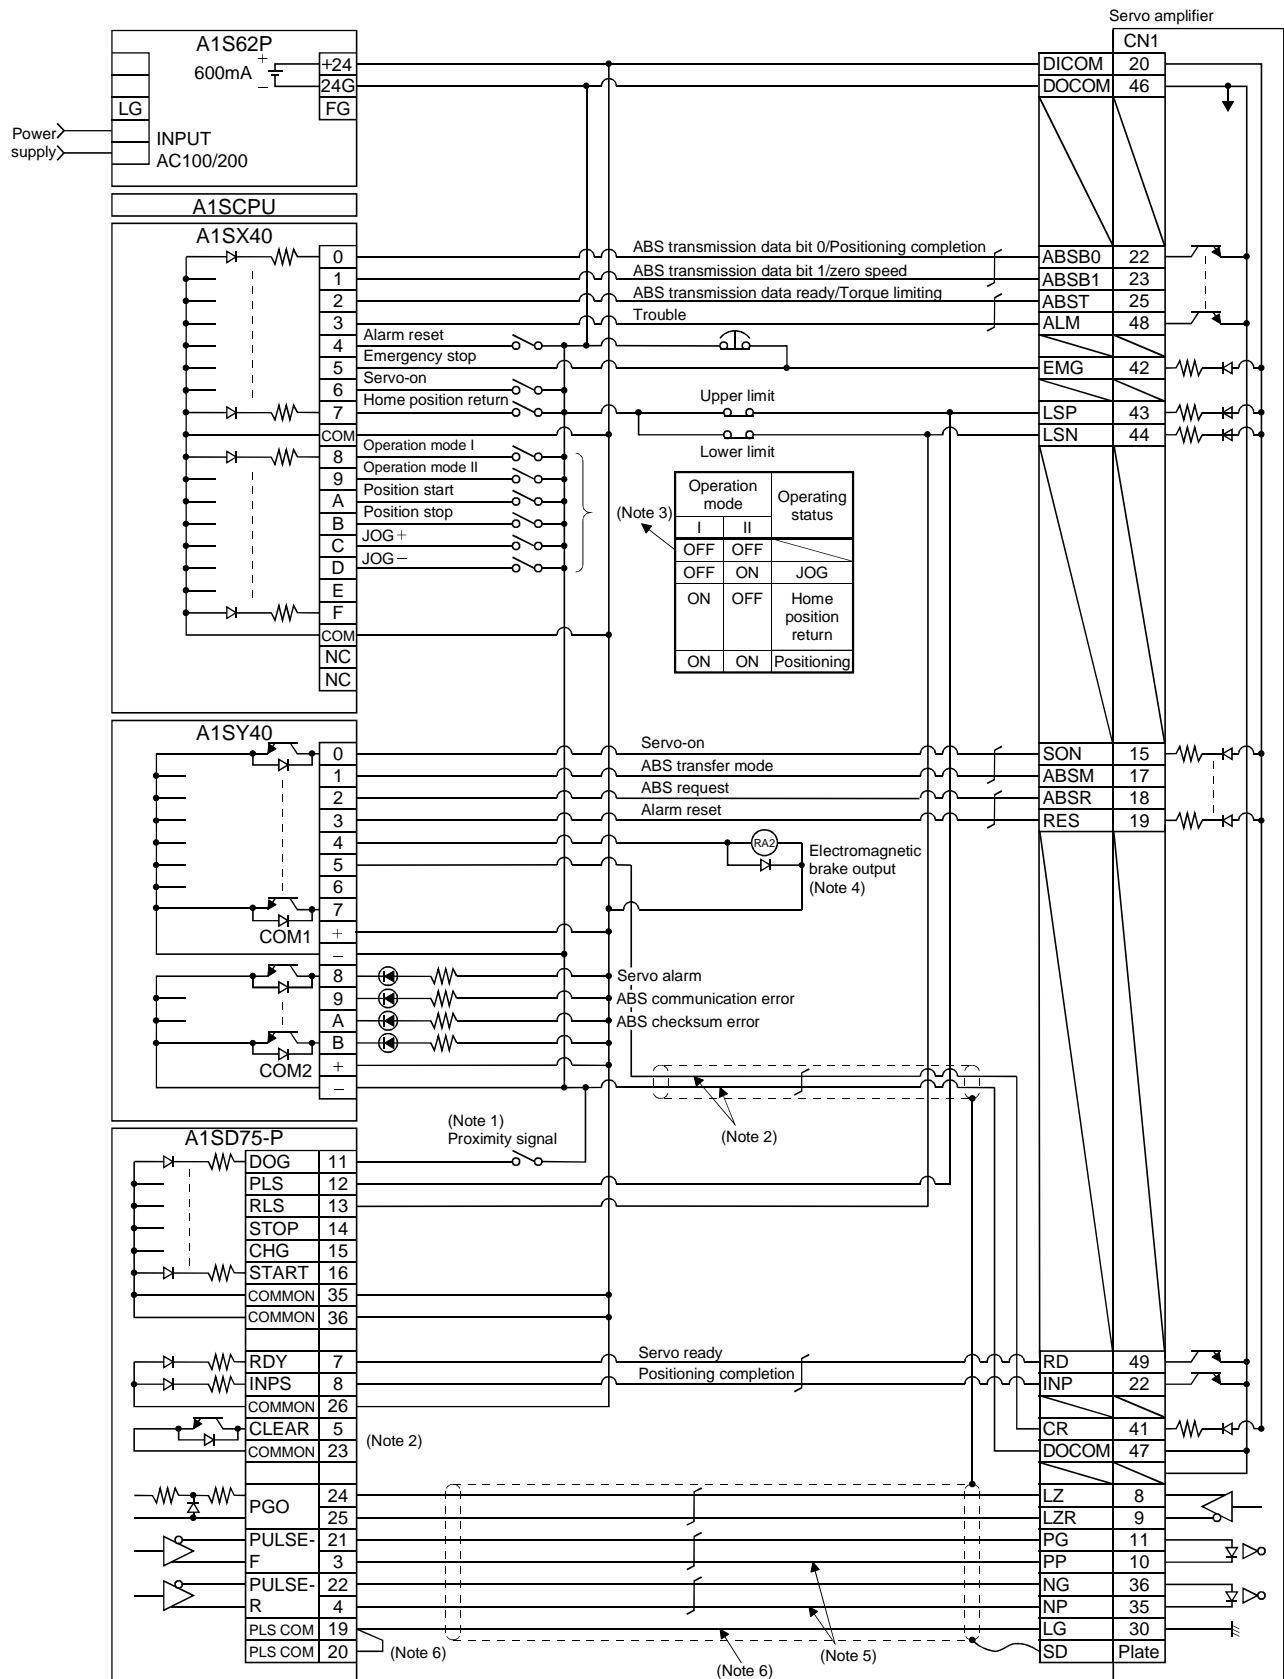 Servo amplifier
A1S62P
CN1
+
600mA
−
+24
DICOM 20
24G
DOCOM 46
LG
FG
Power
supply
INPUT
AC100/200
A1SCPU
A1SX40
0
ABS transmission data bit 0/Positioning completion
ABSB0 22
1
ABS transmission data bit 1/zero speed
ABSB1 23
2
ABS transmission data ready/Torque limiting
ABST 25
3
Trouble
ALM 48
4
Alarm reset
5
Emergency stop
EMG 42
6
Servo-on
7
Home position return
Upper limit
LSP 43
COM
Lower limit
LSN 44
8
Operation mode I
9
Operation mode II
A
Position start
B
Position stop
C
JOG+
D
JOG−
E
F
COM
NC
NC
(Note 3)
Operation
mode
Operating
status
I II
OFF OFF
OFF ON JOG
ON OFF Home
position
return
ON ON Positioning
A1SY40
0
Servo-on
SON 15
1
ABS transfer mode
ABSM 17
2
ABS request
ABSR 18
3
Alarm reset
RES 19
4
RA2
Electromagnetic
brake output
(Note 4)
5
6
7
COM1
+
−
8
Servo alarm
9
ABS communication error
A
ABS checksum error
B
COM2
+
−
(Note 2)
(Note 1)
Proximity signal
A1SD75-P
DOG 11
PLS 12
RLS 13
STOP 14
CHG 15
START 16
COMMON 35
COMMON 36
RDY 7
Servo ready
RD 49
INPS 8
Positioning completion
INP 22
COMMON 26
CLEAR 5
(Note 2)
CR 41
COMMON 23
DOCOM 47
PGO
24
LZ 8
25
LZR 9
PULSE-
F
21
PG 11
3
PP 10
PULSE-
R
22
NG 36
4
NP 35
PLS COM 19
LG 30
PLS COM 20
(Note 6)
(Note 6)
(Note 5)
SD Plate